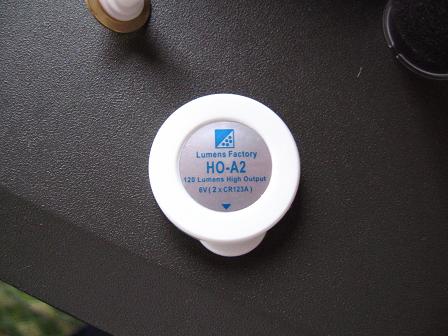 Lumens Factory
HO-A2
120 Lumens High Output
6V ( 2 x CR123A )